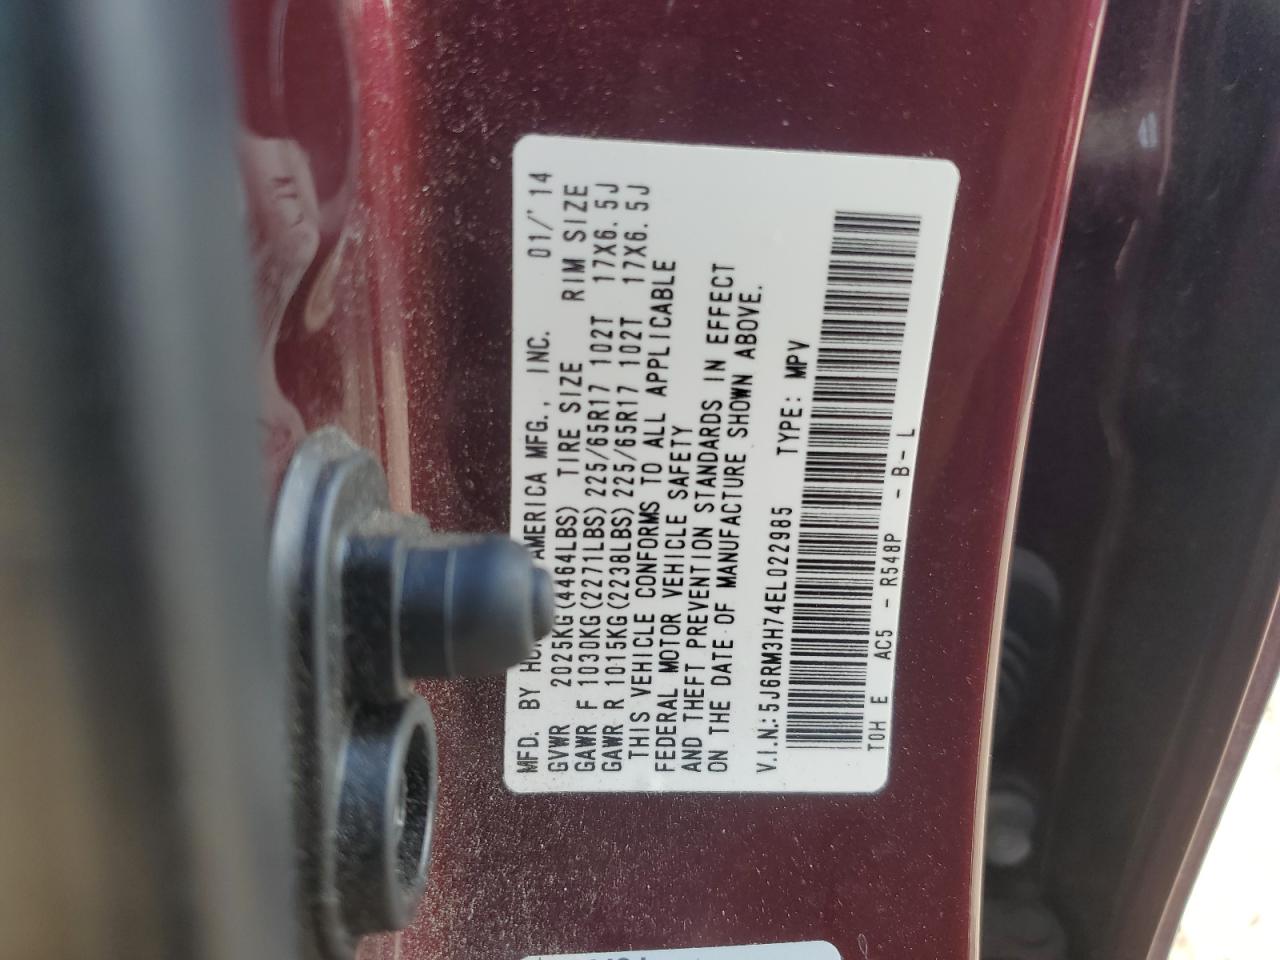 MFD. BY AMERICA MFG., INC. 01/'14
GVWR 2025KG(4464LBS) TIRE SIZE RIM SIZE
GAWR F 1030KG(2271LBS) 225/65R17 102T 17X6.5J
GAWR R 1015KG(2238LBS) 225/65R17 102T 17X6.5J
THIS VEHICLE CONFORMS TO ALL APPLICABLE
FEDERAL MOTOR VEHICLE SAFETY
AND THEFT PREVENTION STANDARDS IN EFFECT
ON THE DATE OF MANUFACTURE SHOWN ABOVE.
V.I.N.: 5J6RM3H74EL022985 TYPE: MPV
TOH E AC5 - R548P - B - L